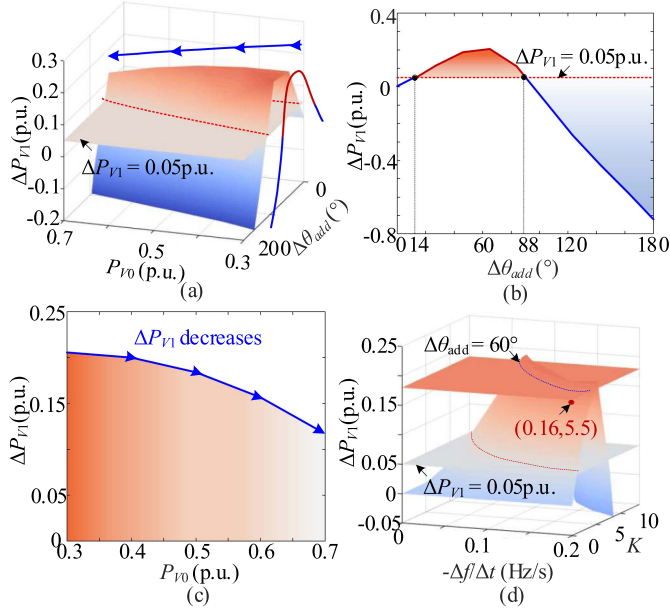 0.3
0.2
0.1
0
-0.1
-0.2
ΔP_V1 (p.u.)
ΔP_V1 = 0.05p.u.
0.7
0.5
0.3
P_V0 (p.u.)
200
0
Δθ_add (°)
(a)
0.4
0
-0.4
-0.8
ΔP_V1 (p.u.)
ΔP_V1 = 0.05p.u.
0 14 60 88 120 180
Δθ_add (°)
(b)
0.25
0.15
0.05
0
ΔP_V1 (p.u.)
ΔP_V1 decreases
0.3 0.4 0.5 0.6 0.7
P_V0 (p.u.)
(c)
0.25
0.15
0.05
-0.05
ΔP_V1 (p.u.)
Δθ_add = 60°
(0.16,5.5)
ΔP_V1 = 0.05p.u.
0
0.1
0.2
-Δf/Δt (Hz/s)
0
5
10
K
(d)